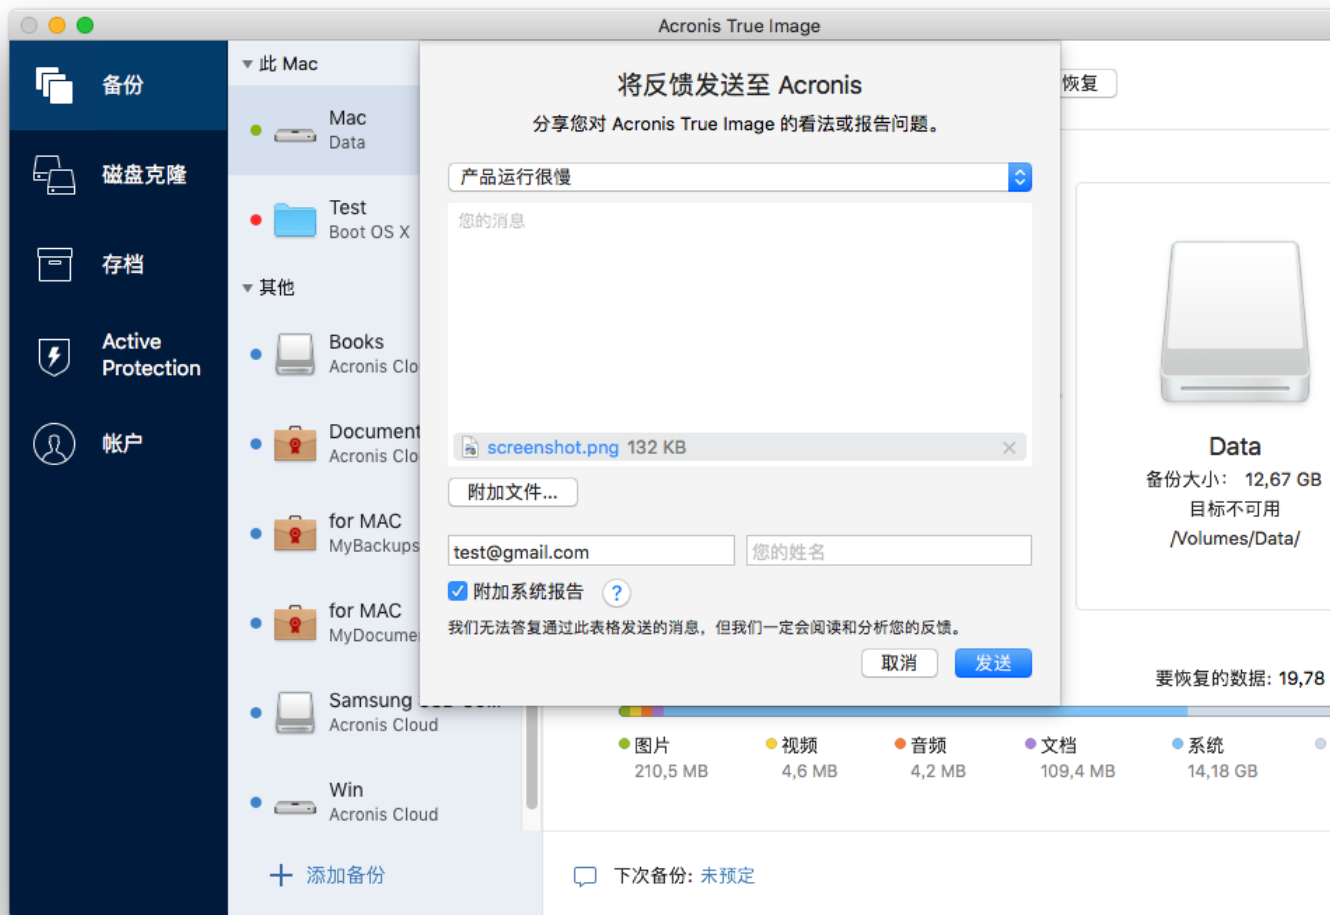 Acronis True Image
备份
磁盘克隆
存档
Active
Protection
帐户
此 Mac
Mac
Data
Test
Boot OS X
其他
Books
Acronis Clo
Document
Acronis Clo
for MAC
MyBackups
for MAC
MyDocume
Samsung
Acronis Cloud
Win
Acronis Cloud
添加备份
将反馈发送至 Acronis
分享您对 Acronis True Image 的看法或报告问题。
产品运行很慢
您的消息
screenshot.png 132 KB
附加文件...
test@gmail.com
您的姓名
附加系统报告 ?
我们无法答复通过此表格发送的消息，但我们一定会阅读和分析您的反馈。
取消
发送
恢复
Data
备份大小： 12,67 GB
目标不可用
/Volumes/Data/
要恢复的数据: 19,78
图片
210,5 MB
视频
4,6 MB
音频
4,2 MB
文档
109,4 MB
系统
14,18 GB
下次备份: 未预定